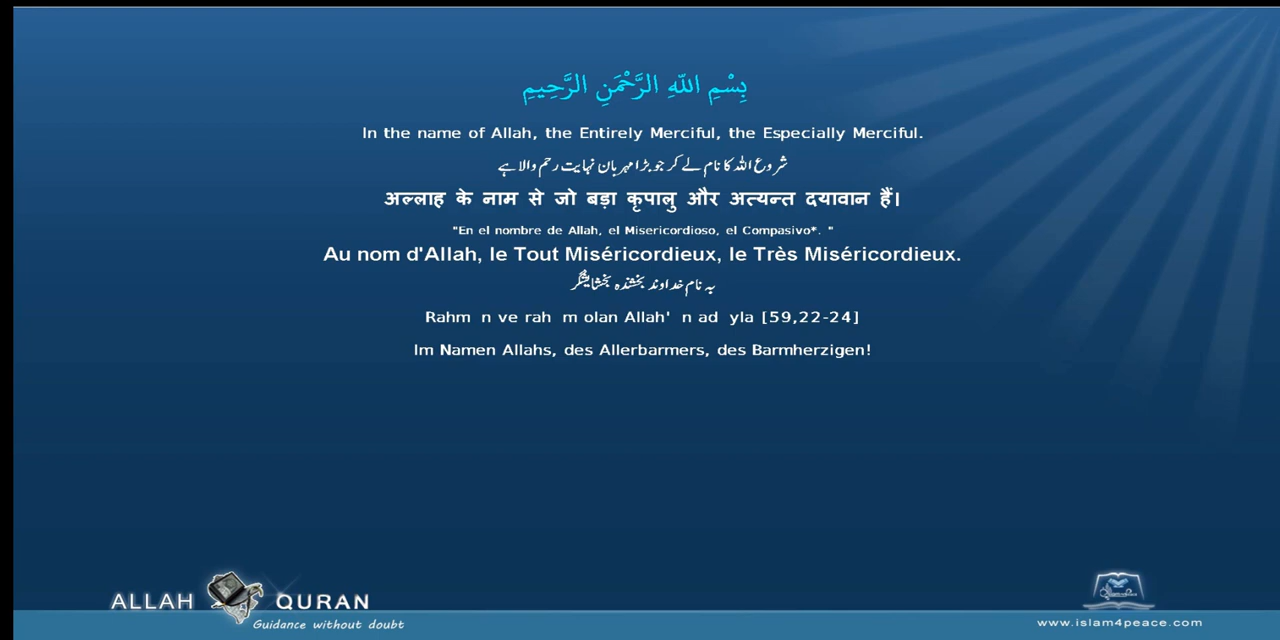 بِسْمِ اللّهِ الرَّحْمَنِ الرَّحِيمِ
In the name of Allah, the Entirely Merciful, the Especially Merciful.
شروع اللہ کا نام لے کر جو بڑا مہربان نہایت رحم والا ہے
अल्लाह के नाम से जो बड़ा कृपालु और अत्यन्त दयावान हैं।
"En el nombre de Allah, el Misericordioso, el Compasivo*. "
Au nom d'Allah, le Tout Miséricordieux, le Très Miséricordieux.
به نام خداوند بخشنده بخشایشگر
Rahm n ve rah m olan Allah' n ad yla [59,22-24]
Im Namen Allahs, des Allerbarmers, des Barmherzigen!
ALLAH QURAN
Guidance without doubt
www.islam4peace.com